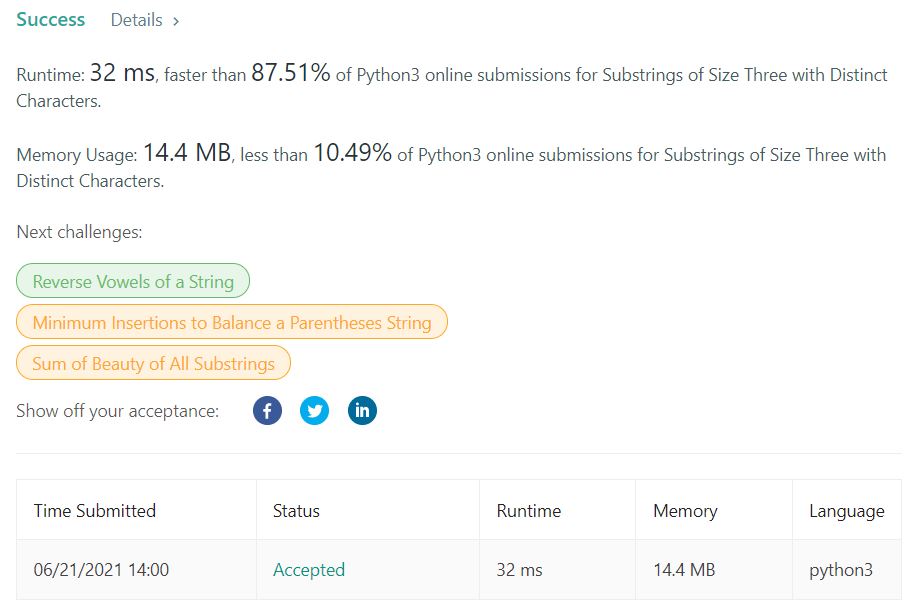 Success Details >
Runtime: 32 ms, faster than 87.51% of Python3 online submissions for Substrings of Size Three with Distinct
Characters.
Memory Usage: 14.4 MB, less than 10.49% of Python3 online submissions for Substrings of Size Three with
Distinct Characters.
Next challenges:
Reverse Vowels of a String
Minimum Insertions to Balance a Parentheses String
Sum of Beauty of All Substrings
Show off your acceptance: f in
Time Submitted Status Runtime Memory Language
06/21/2021 14:00 Accepted 32 ms 14.4 MB python3